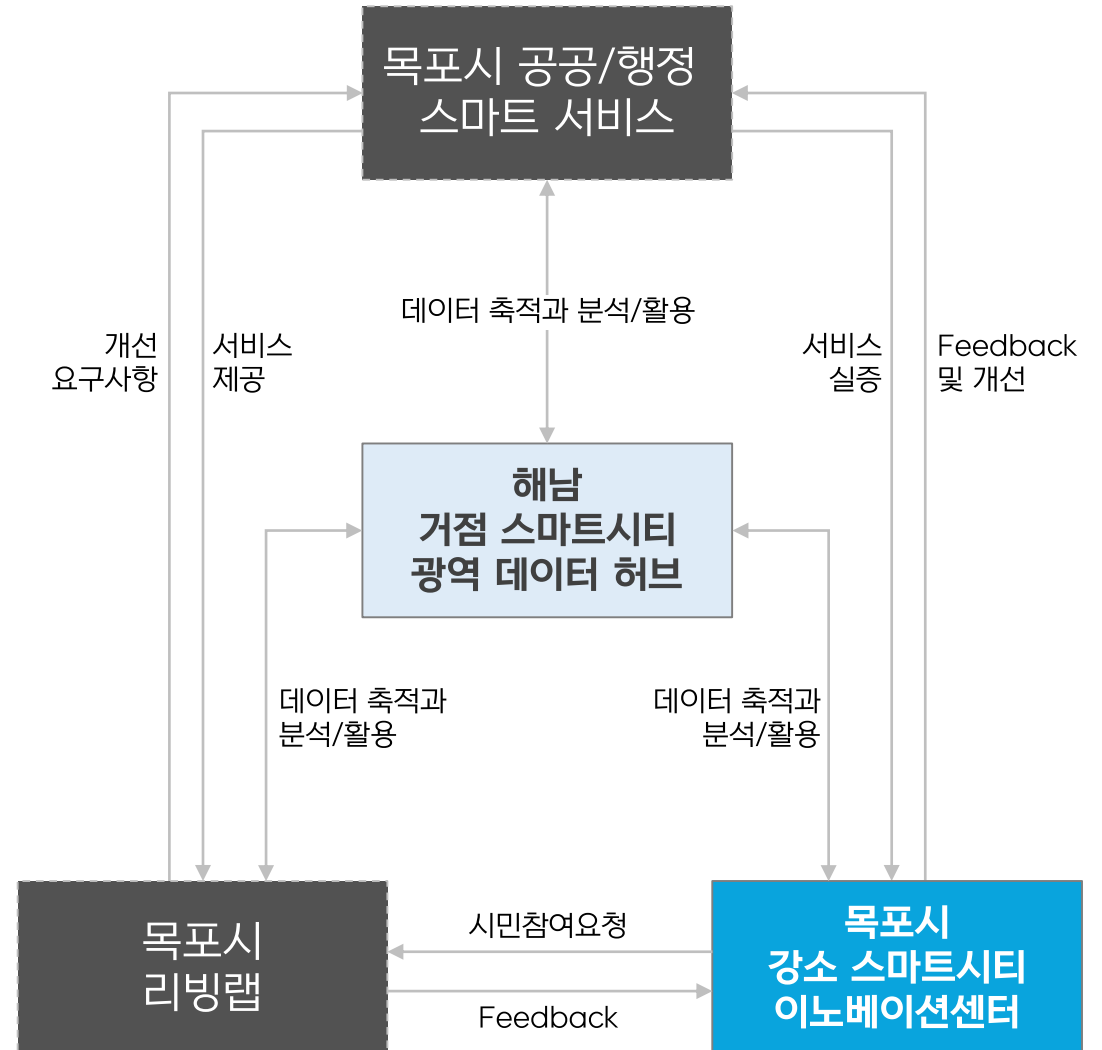 목포시 공공/행정
스마트 서비스
데이터 축적과 분석/활용
개선
요구사항
서비스
제공
서비스
실증
Feedback
및 개선
해남
거점 스마트시티
광역 데이터 허브
데이터 축적과
분석/활용
데이터 축적과
분석/활용
목포시
리빙랩
시민참여요청
Feedback
목포시
강소 스마트시티
이노베이션센터